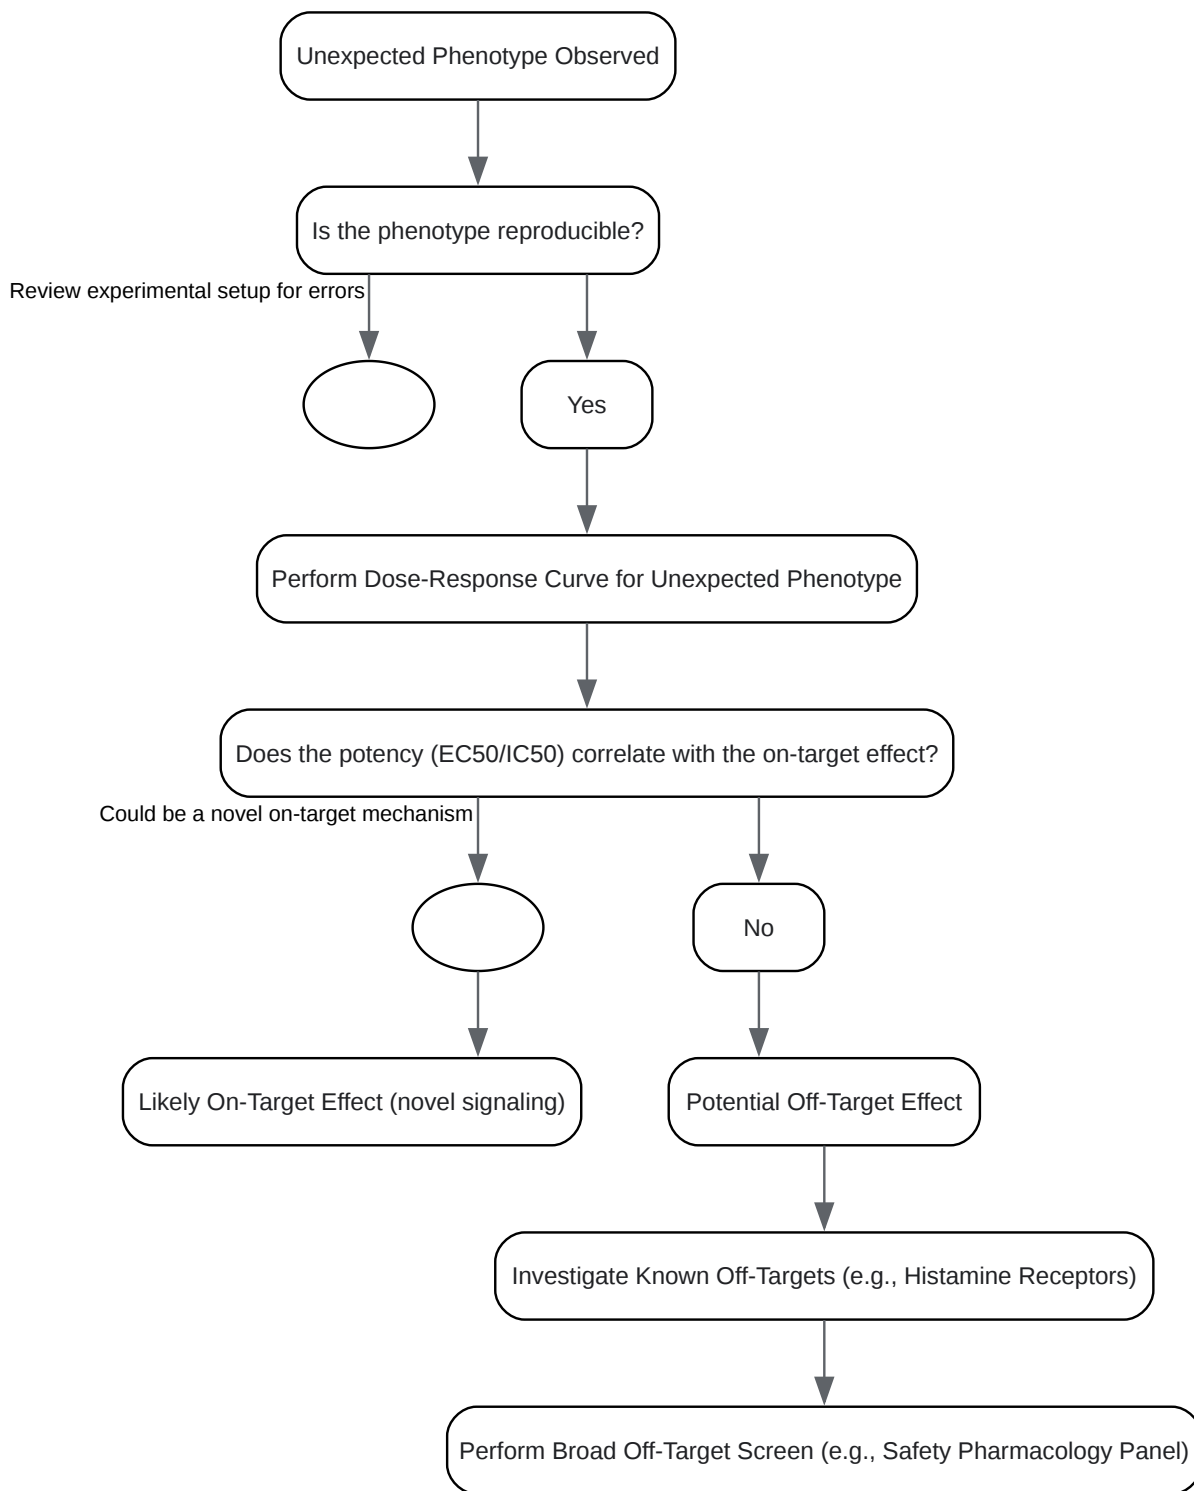 Unexpected Phenotype Observed
Is the phenotype reproducible?
Review experimental setup for errors
Yes
Perform Dose-Response Curve for Unexpected Phenotype
Does the potency (EC50/IC50) correlate with the on-target effect?
Could be a novel on-target mechanism
No
Likely On-Target Effect (novel signaling)
Potential Off-Target Effect
Investigate Known Off-Targets (e.g., Histamine Receptors)
Perform Broad Off-Target Screen (e.g., Safety Pharmacology Panel)